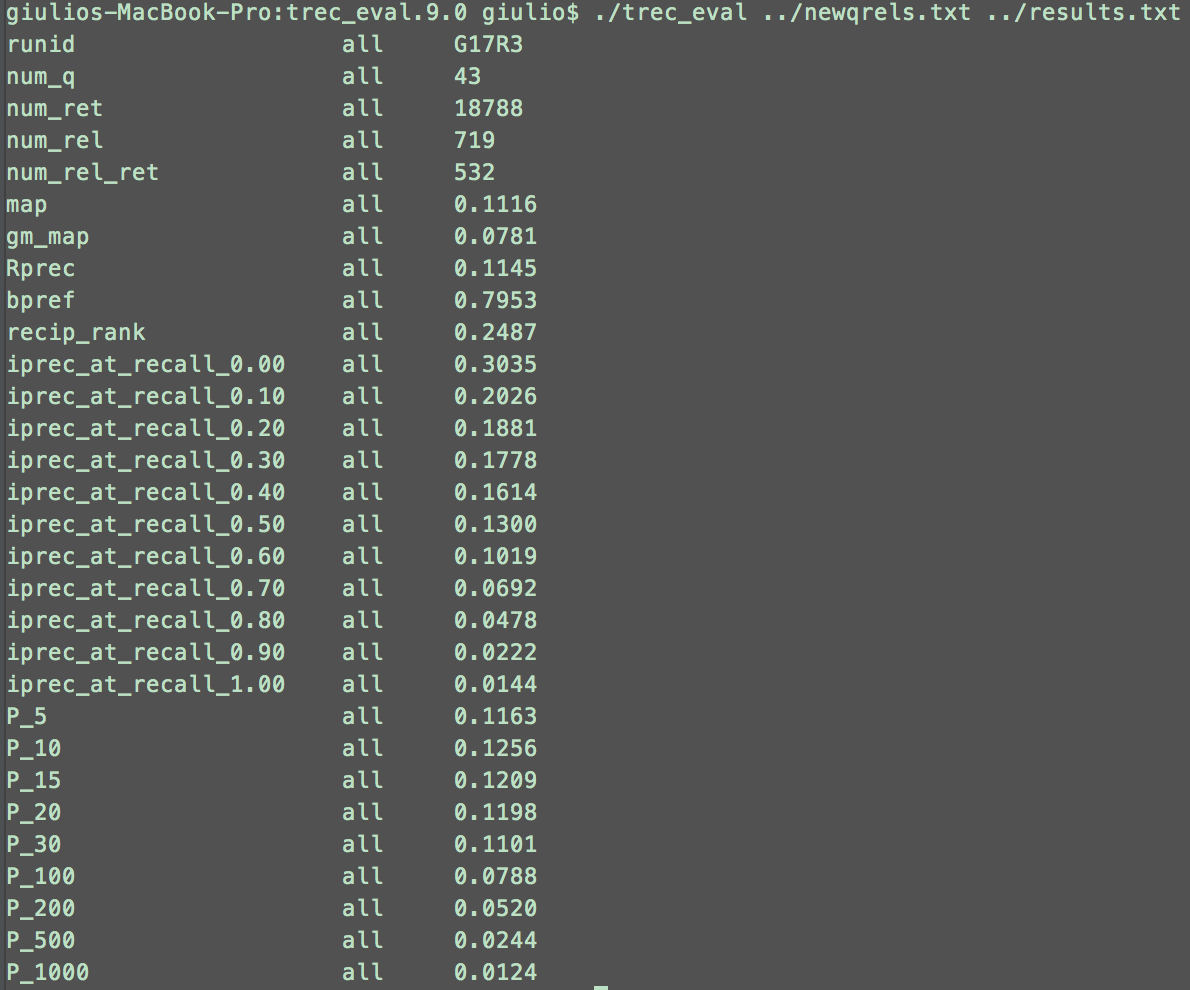 giulios-MacBook-Pro:trec_eval.9.0 giulio$ ./trec_eval ../newqrels.txt ../results.txt
runid all G17R3
num_q all 43
num_ret all 18788
num_rel all 719
num_rel_ret all 532
map all 0.1116
gm_map all 0.0781
Rprec all 0.1145
bpref all 0.7953
recip_rank all 0.2487
iprec_at_recall_0.00 all 0.3035
iprec_at_recall_0.10 all 0.2026
iprec_at_recall_0.20 all 0.1881
iprec_at_recall_0.30 all 0.1778
iprec_at_recall_0.40 all 0.1614
iprec_at_recall_0.50 all 0.1300
iprec_at_recall_0.60 all 0.1019
iprec_at_recall_0.70 all 0.0692
iprec_at_recall_0.80 all 0.0478
iprec_at_recall_0.90 all 0.0222
iprec_at_recall_1.00 all 0.0144
P_5 all 0.1163
P_10 all 0.1256
P_15 all 0.1209
P_20 all 0.1198
P_30 all 0.1101
P_100 all 0.0788
P_200 all 0.0520
P_500 all 0.0244
P_1000 all 0.0124